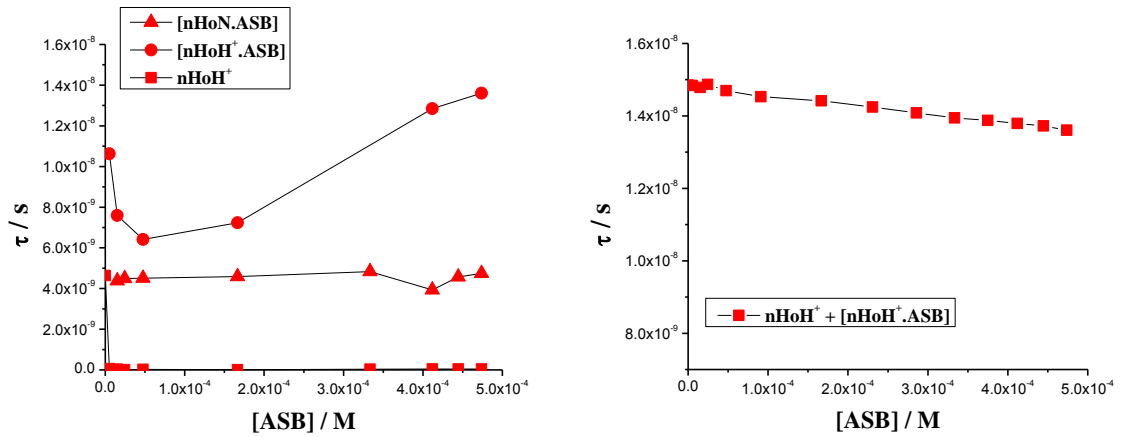 [nHoN.ASB]
[nHoH⁺.ASB]
nHoH⁺
1.6x10⁻⁸
1.4x10⁻⁸
1.2x10⁻⁸
1.0x10⁻⁸
8.0x10⁻⁹
6.0x10⁻⁹
4.0x10⁻⁹
2.0x10⁻⁹
0.0
τ / s
0.0 1.0x10⁻⁴ 2.0x10⁻⁴ 3.0x10⁻⁴ 4.0x10⁻⁴ 5.0x10⁻⁴
[ASB] / M
1.6x10⁻⁸
1.4x10⁻⁸
1.2x10⁻⁸
1.0x10⁻⁸
8.0x10⁻⁹
τ / s
nHoH⁺ + [nHoH⁺.ASB]
0.0 1.0x10⁻⁴ 2.0x10⁻⁴ 3.0x10⁻⁴ 4.0x10⁻⁴ 5.0x10⁻⁴
[ASB] / M